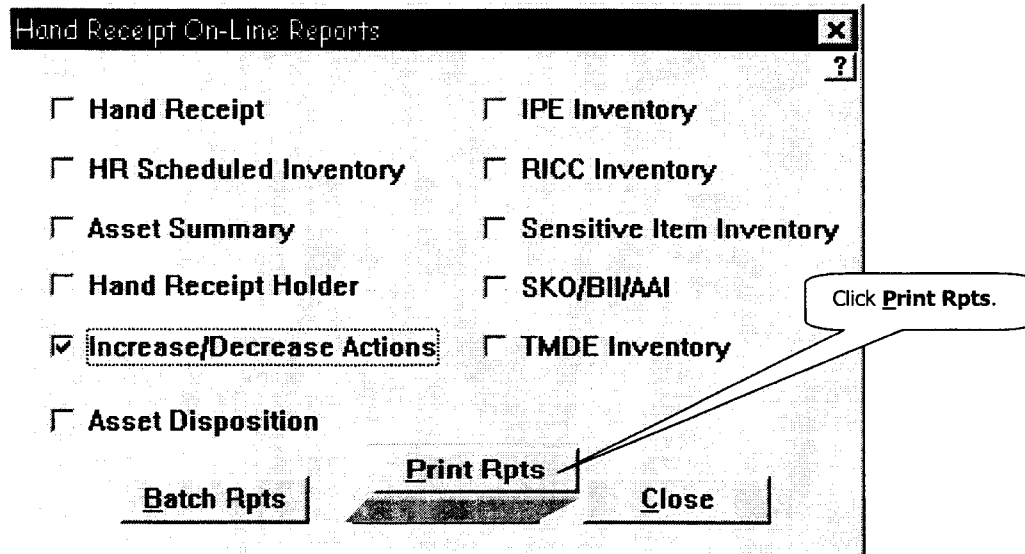 Hand Receipt On-Line Reports
?
Hand Receipt
HR Scheduled Inventory
Asset Summary
Hand Receipt Holder
Increase/Decrease Actions
Asset Disposition
IPE Inventory
RICC Inventory
Sensitive Item Inventory
SKO/BII/AAI
TMDE Inventory
Click Print Rpts.
Batch Rpts
Print Rpts
Close